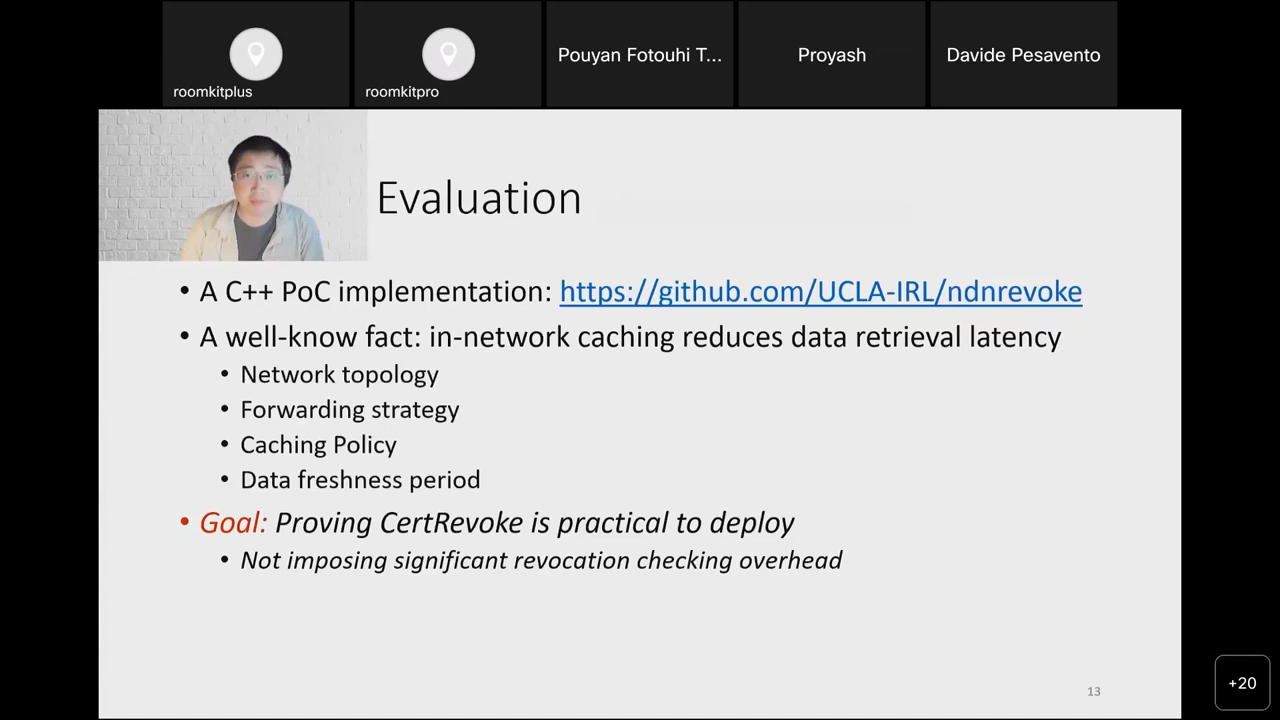 roomkitplus
roomkitpro
Pouyan Fotouhi T...
Proyash
Davide Pesavento
Evaluation
• A C++ PoC implementation: https://github.com/UCLA-IRL/ndnrevoke
• A well-know fact: in-network caching reduces data retrieval latency
• Network topology
• Forwarding strategy
• Caching Policy
• Data freshness period
• Goal: Proving CertRevoke is practical to deploy
• Not imposing significant revocation checking overhead
13
+20